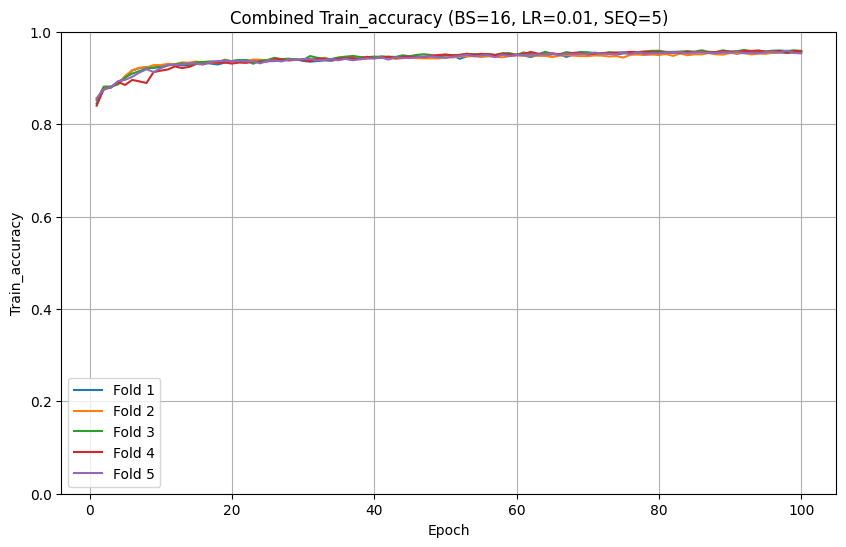 Combined Train_accuracy (BS=16, LR=0.01, SEQ=5)
Train_accuracy
1.0
0.8
0.6
0.4
0.2
0.0
Fold 1
Fold 2
Fold 3
Fold 4
Fold 5
0 20 40 60 80 100
Epoch